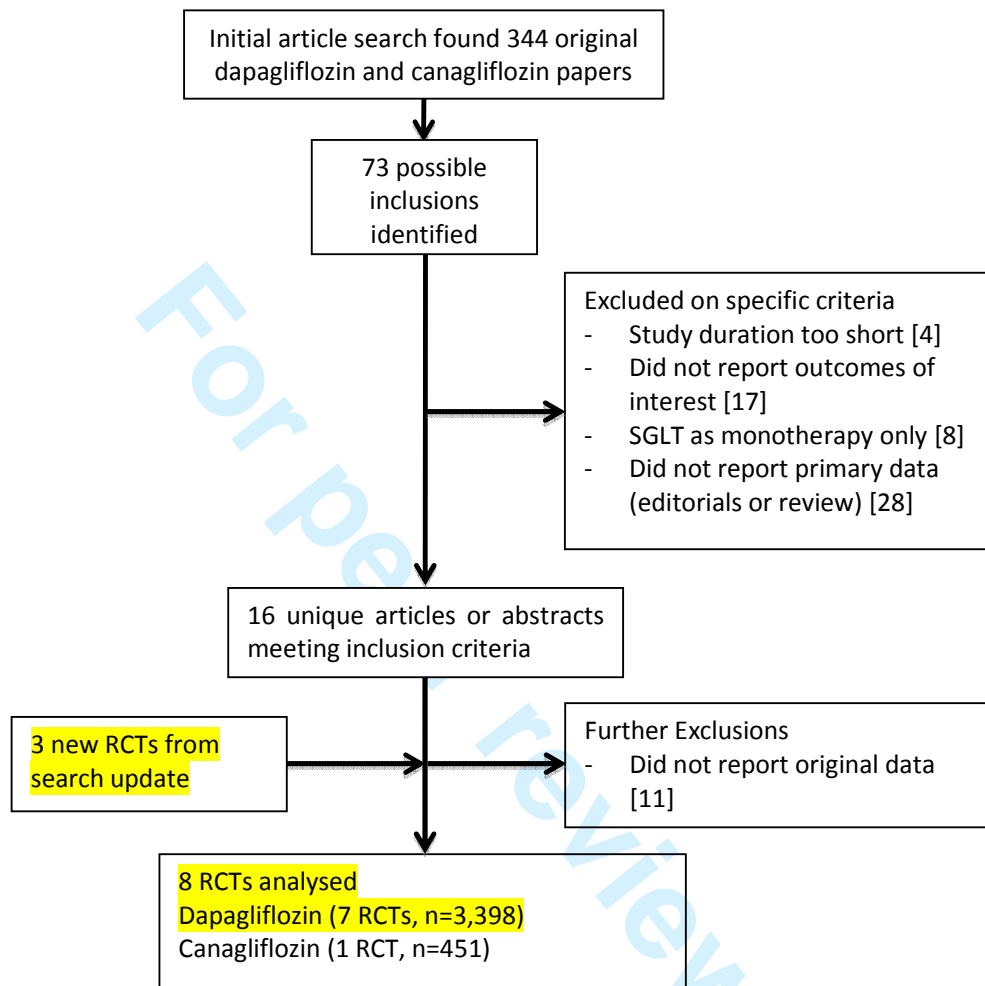 Initial article search found 344 original
dapagliflozin and canagliflozin papers
73 possible
inclusions
identified
Excluded on specific criteria
- Study duration too short [4]
- Did not report outcomes of
interest [17]
- SGLT as monotherapy only [8]
- Did not report primary data
(editorials or review) [28]
16 unique articles or abstracts
meeting inclusion criteria
3 new RCTs from
search update
Further Exclusions
- Did not report original data
[11]
8 RCTs analysed
Dapagliflozin (7 RCTs, n=3,398)
Canagliflozin (1 RCT, n=451)
For peer review